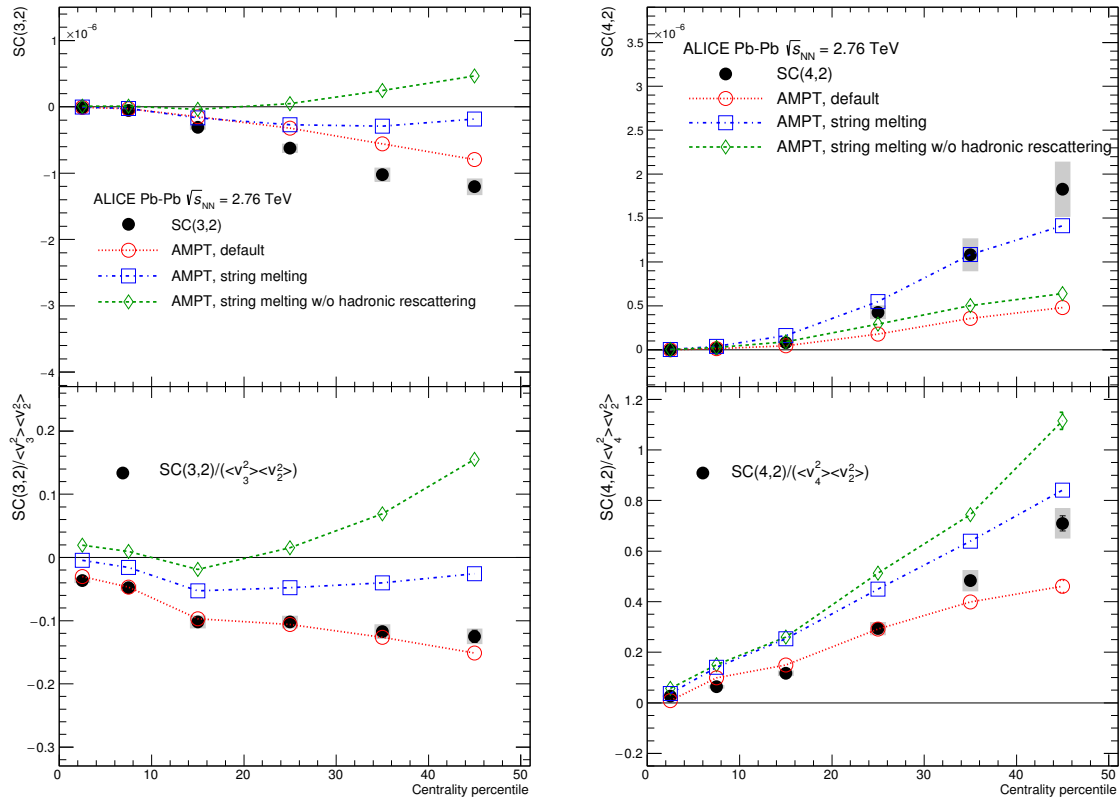 SC(3,2)
×10⁻⁶
1
0
−1
−2
−3
−4
ALICE Pb-Pb √sNN = 2.76 TeV
SC(3,2)
AMPT, default
AMPT, string melting
AMPT, string melting w/o hadronic rescattering
SC(3,2)/<v₃²><v₂²>
0.2
0.1
0
−0.1
−0.2
−0.3
SC(3,2)/(<v₃²><v₂²>)
0 10 20 30 40 50
Centrality percentile
SC(4,2)
×10⁻⁶
3.5
3
2.5
2
1.5
1
0.5
0
ALICE Pb-Pb √sNN = 2.76 TeV
SC(4,2)
AMPT, default
AMPT, string melting
AMPT, string melting w/o hadronic rescattering
SC(4,2)/<v₄²><v₂²>
1.2
1
0.8
0.6
0.4
0.2
0
−0.2
SC(4,2)/(<v₄²><v₂²>)
0 10 20 30 40 50
Centrality percentile